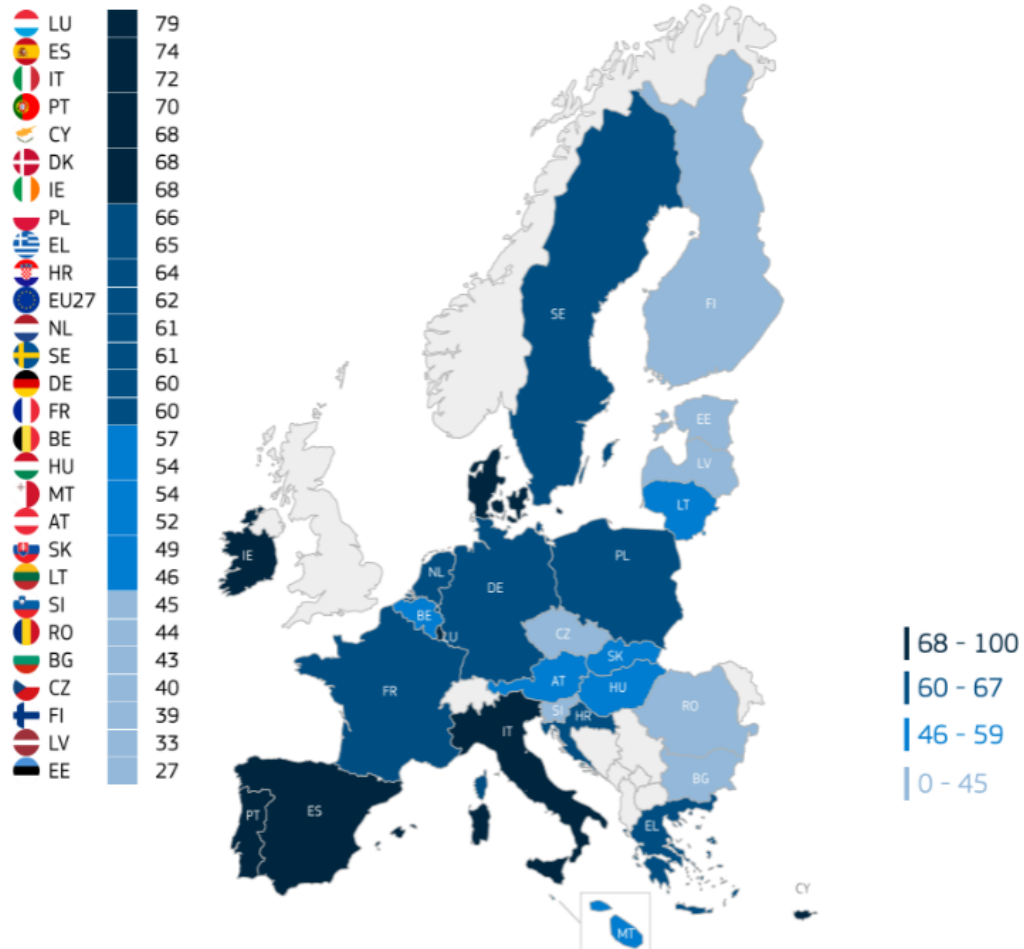 LU 79
ES 74
IT 72
PT 70
CY 68
DK 68
IE 68
PL 66
EL 65
HR 64
EU27 62
NL 61
SE 61
DE 60
FR 60
BE 57
HU 54
MT 54
AT 52
SK 49
LT 46
SI 45
RO 44
BG 43
CZ 40
FI 39
LV 33
EE 27
FI
SE
EE
LV
LT
IE
PL
NL
DE
BE
LU
CZ
SK
AT
HU
FR
SI
HR
RO
IT
BG
PT
ES
EL
CY
MT
68 - 100
60 - 67
46 - 59
0 - 45